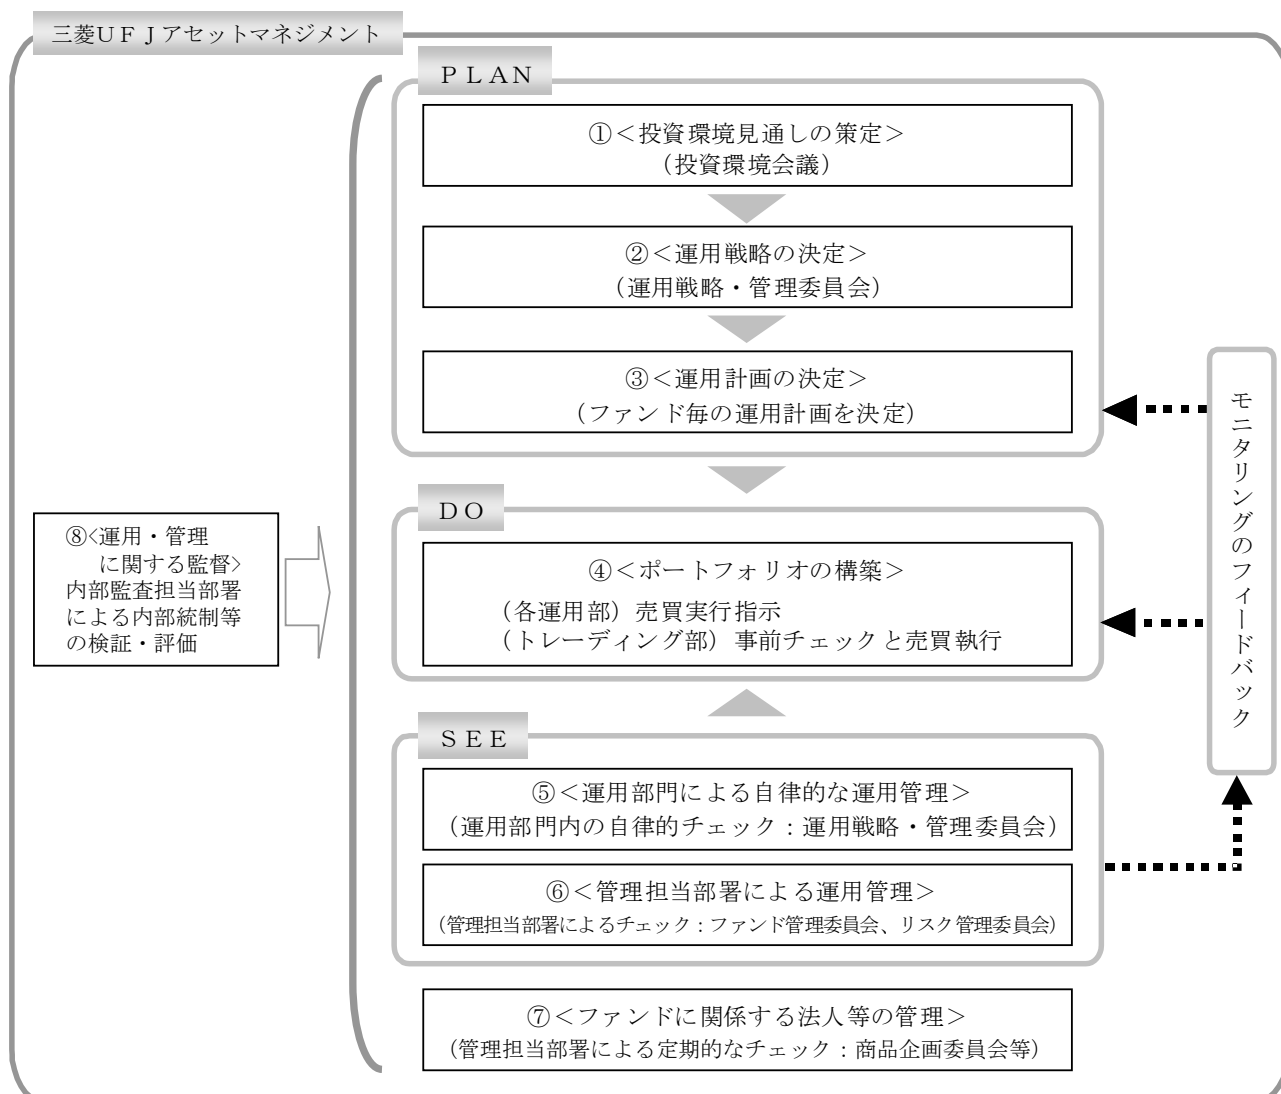 三菱UFJアセットマネジメント
PLAN
①＜投資環境見通しの策定＞
（投資環境会議）
②＜運用戦略の決定＞
（運用戦略・管理委員会）
③＜運用計画の決定＞
（ファンド毎の運用計画を決定）
DO
④＜ポートフォリオの構築＞
（各運用部）売買実行指示
（トレーディング部）事前チェックと売買執行
SEE
⑤＜運用部門による自律的な運用管理＞
（運用部門内の自律的チェック：運用戦略・管理委員会）
⑥＜管理担当部署による運用管理＞
（管理担当部署によるチェック：ファンド管理委員会、リスク管理委員会）
⑦＜ファンドに関係する法人等の管理＞
（管理担当部署による定期的なチェック：商品企画委員会等）
⑧<運用・管理
に関する監督>
内部監査担当部署
による内部統制等
の検証・評価
モニタリングのフィードバック